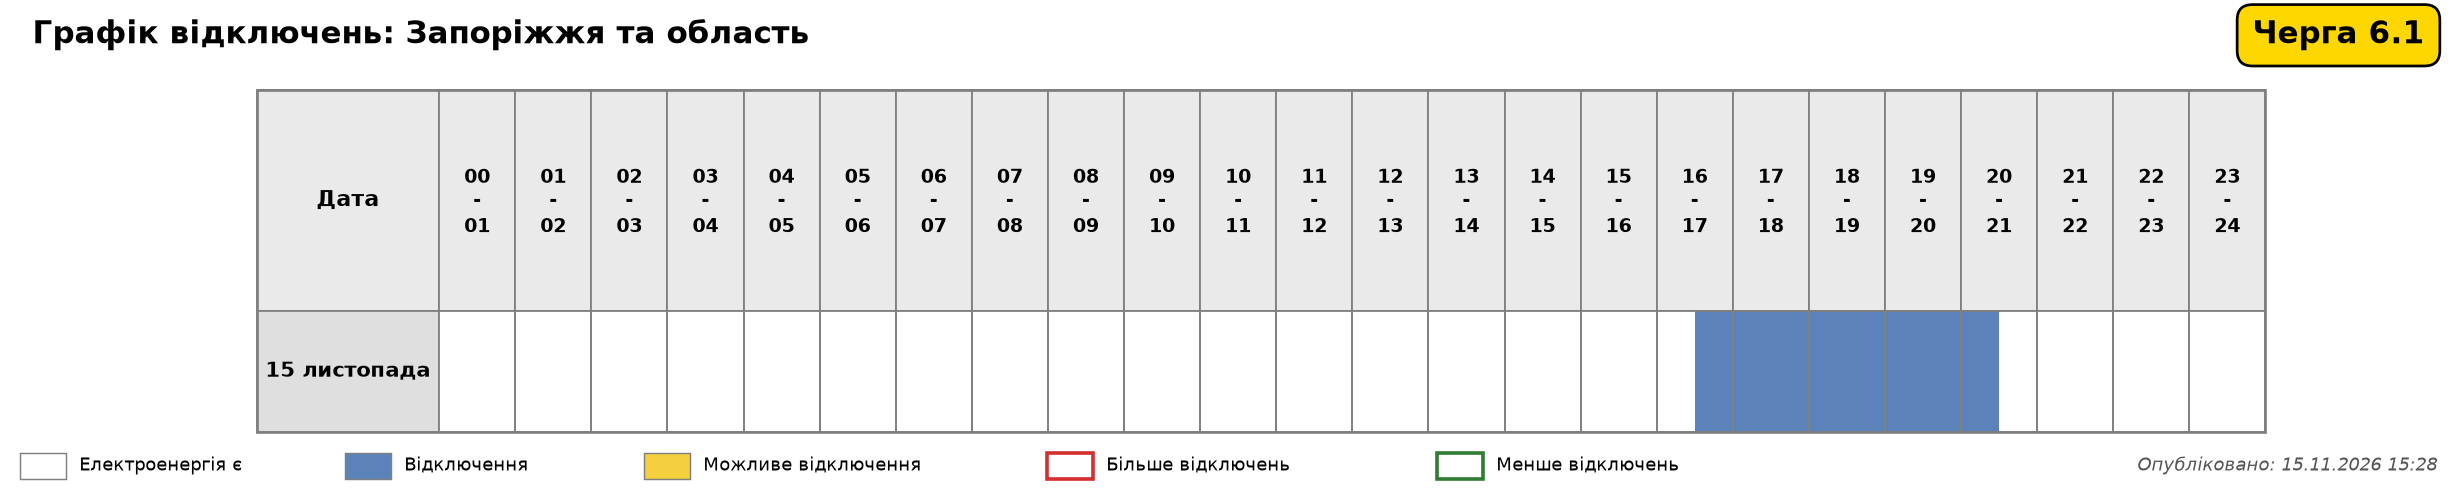 Графік відключень: Запоріжжя та область
Черга 6.1
Дата
00 - 01
01 - 02
02 - 03
03 - 04
04 - 05
05 - 06
06 - 07
07 - 08
08 - 09
09 - 10
10 - 11
11 - 12
12 - 13
13 - 14
14 - 15
15 - 16
16 - 17
17 - 18
18 - 19
19 - 20
20 - 21
21 - 22
22 - 23
23 - 24
15 листопада
Електроенергія є
Відключення
Можливе відключення
Більше відключень
Менше відключень
Опубліковано: 15.11.2026 15:28